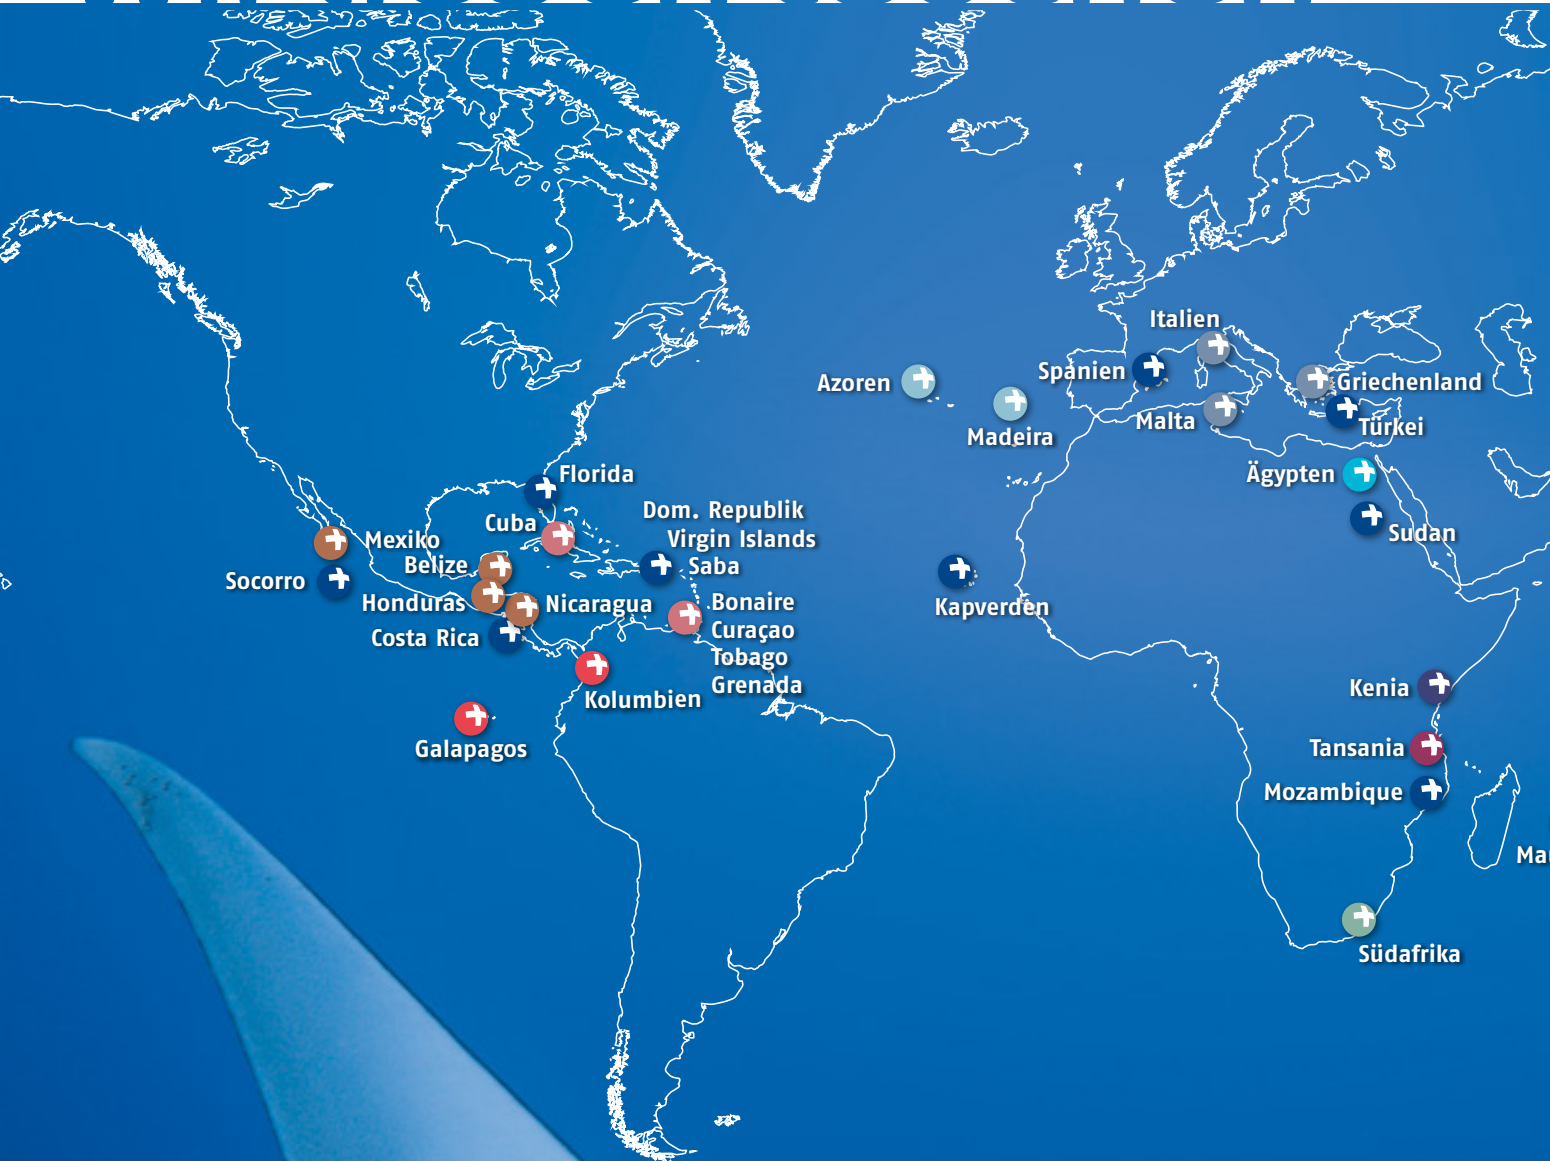 Italien
Spanien
Azoren
Griechenland
Madeira
Malta
Türkei
Florida
Ägypten
Dom. Republik
Cuba
Virgin Islands
Sudan
Mexiko
Belize
Saba
Socorro
Honduras
Nicaragua
Bonaire
Kapverden
Curaçao
Costa Rica
Tobago
Grenada
Kenia
Kolumbien
Galapagos
Tansania
Mozambique
Südafrika